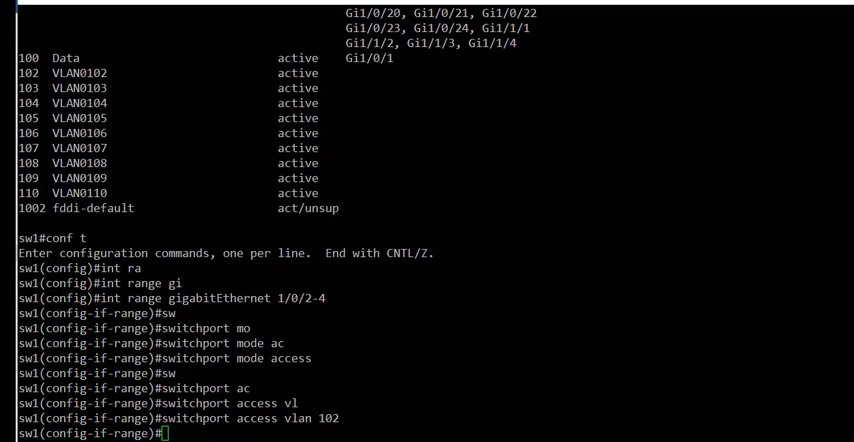 Gi1/0/20, Gi1/0/21, Gi1/0/22
Gi1/0/23, Gi1/0/24, Gi1/1/1
Gi1/1/2, Gi1/1/3, Gi1/1/4
100 Data active Gi1/0/1
102 VLAN0102 active
103 VLAN0103 active
104 VLAN0104 active
105 VLAN0105 active
106 VLAN0106 active
107 VLAN0107 active
108 VLAN0108 active
109 VLAN0109 active
110 VLAN0110 active
1002 fddi-default act/unsup
sw1#conf t
Enter configuration commands, one per line. End with CNTL/Z.
sw1(config)#int ra
sw1(config)#int range gi
sw1(config)#int range gigabitEthernet 1/0/2-4
sw1(config-if-range)#sw
sw1(config-if-range)#switchport mo
sw1(config-if-range)#switchport mode ac
sw1(config-if-range)#switchport mode access
sw1(config-if-range)#sw
sw1(config-if-range)#switchport ac
sw1(config-if-range)#switchport access vl
sw1(config-if-range)#switchport access vlan 102
sw1(config-if-range)#